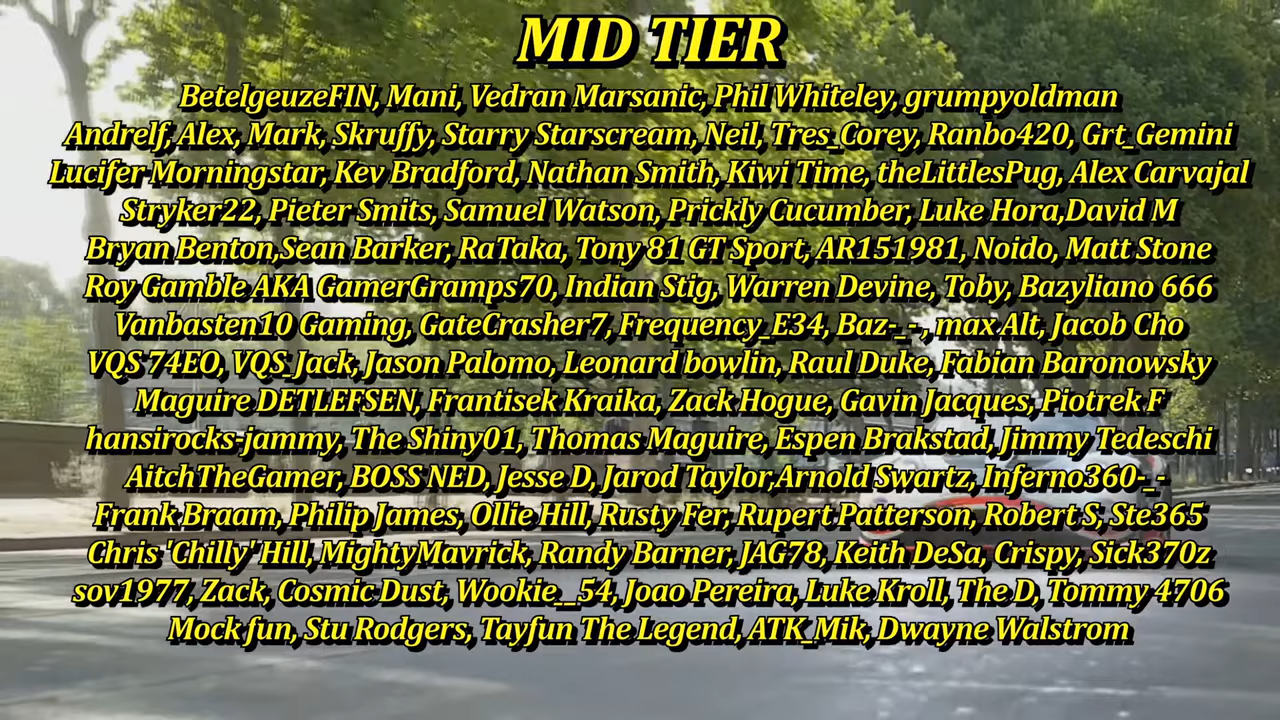 MID TIER
BetelgeuzeFIN, Mani, Vedran Marsanic, Phil Whiteley, grumpyoldman
Andrelf, Alex, Mark, Skruffy, Starry Starscream, Neil, Tres_Corey, Ranbo420, Grt_Gemini
Lucifer Morningstar, Kev Bradford, Nathan Smith, Kiwi Time, theLittlesPug, Alex Carvajal
Stryker22, Pieter Smits, Samuel Watson, Prickly Cucumber, Luke Hora,David M
Bryan Benton,Sean Barker, RaTaka, Tony 81 GT Sport, AR151981, Noido, Matt Stone
Roy Gamble AKA GamerGramps70, Indian Stig, Warren Devine, Toby, Bazyliano 666
Vanbasten10 Gaming, GateCrasher7, Frequency_E34, Baz-_- , max Alt, Jacob Cho
VQS 74EO, VQS_Jack, Jason Palomo, Leonard bowlin, Raul Duke, Fabian Baronowsky
Maguire DETLEFSEN, Frantisek Kraika, Zack Hogue, Gavin Jacques, Piotrek F
hansirocks-jammy, The Shiny01, Thomas Maguire, Espen Brakstad, Jimmy Tedeschi
AitchTheGamer, BOSS NED, Jesse D, Jarod Taylor,Arnold Swartz, Inferno360-_-
Frank Braam, Philip James, Ollie Hill, Rusty Fer, Rupert Patterson, Robert S, Ste365
Chris 'Chilly' Hill, MightyMavrick, Randy Barner, JAG78, Keith DeSa, Crispy, Sick370z
sov1977, Zack, Cosmic Dust, Wookie__54, Joao Pereira, Luke Kroll, The D, Tommy 4706
Mock fun, Stu Rodgers, Tayfun The Legend, ATK_Mik, Dwayne Walstrom